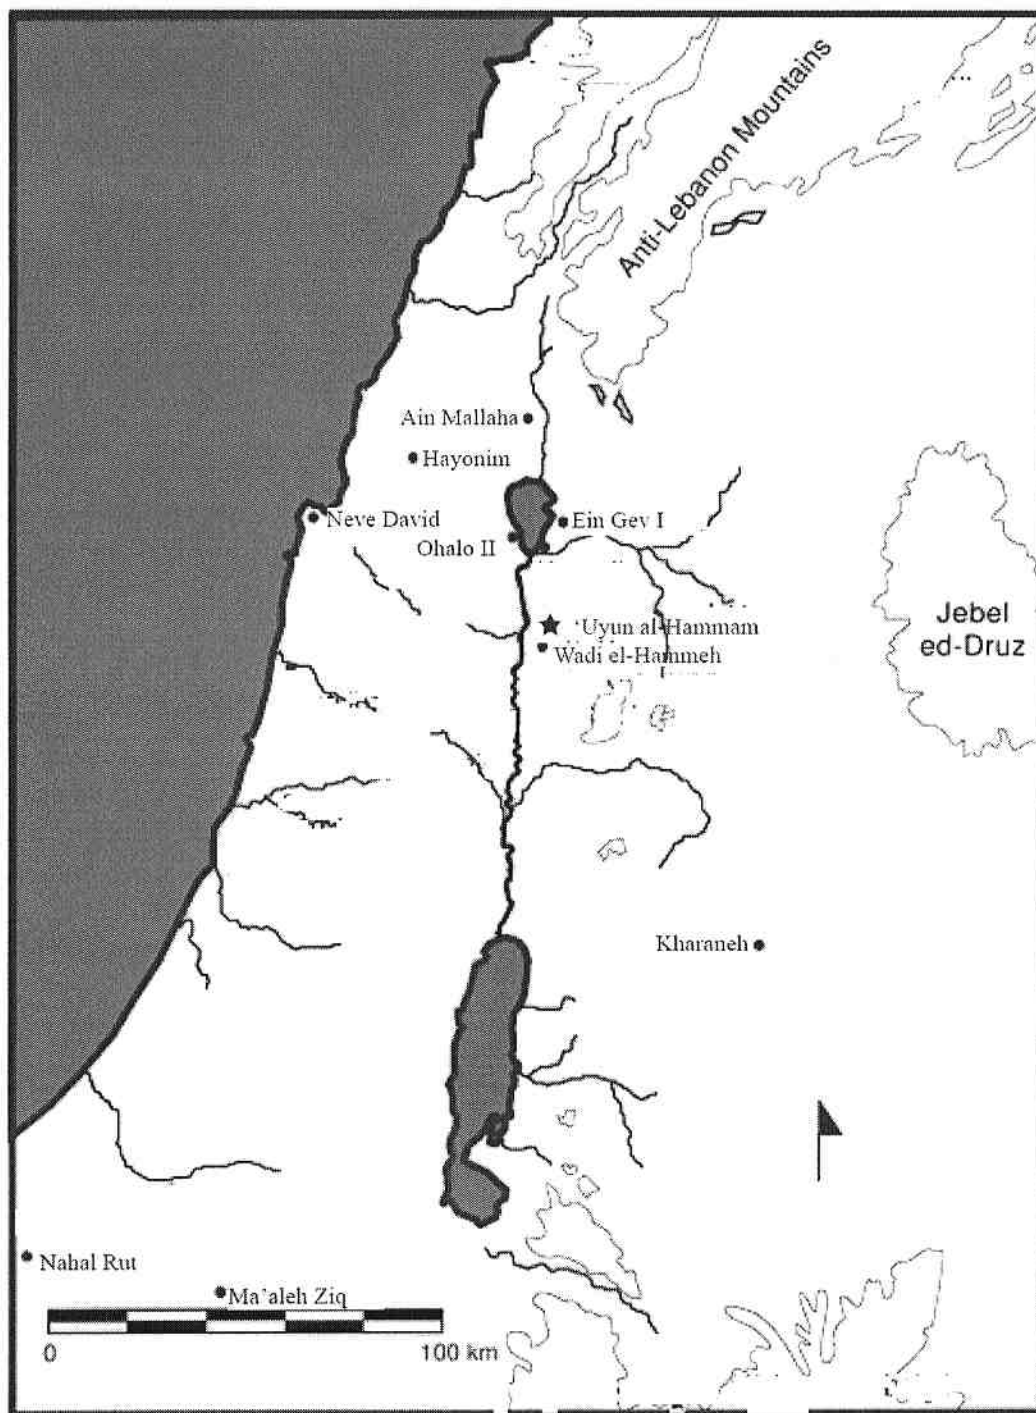 Anti-Lebanon Mountains
Ain Mallaha
Hayonim
Neve David
Ein Gev I
Ohalo II
'Uyun al-Hammam
Wadi el-Hammeh
Jebel
ed-Druz
Kharaneh
Nahal Rut
Ma'aleh Ziq
0
100 km